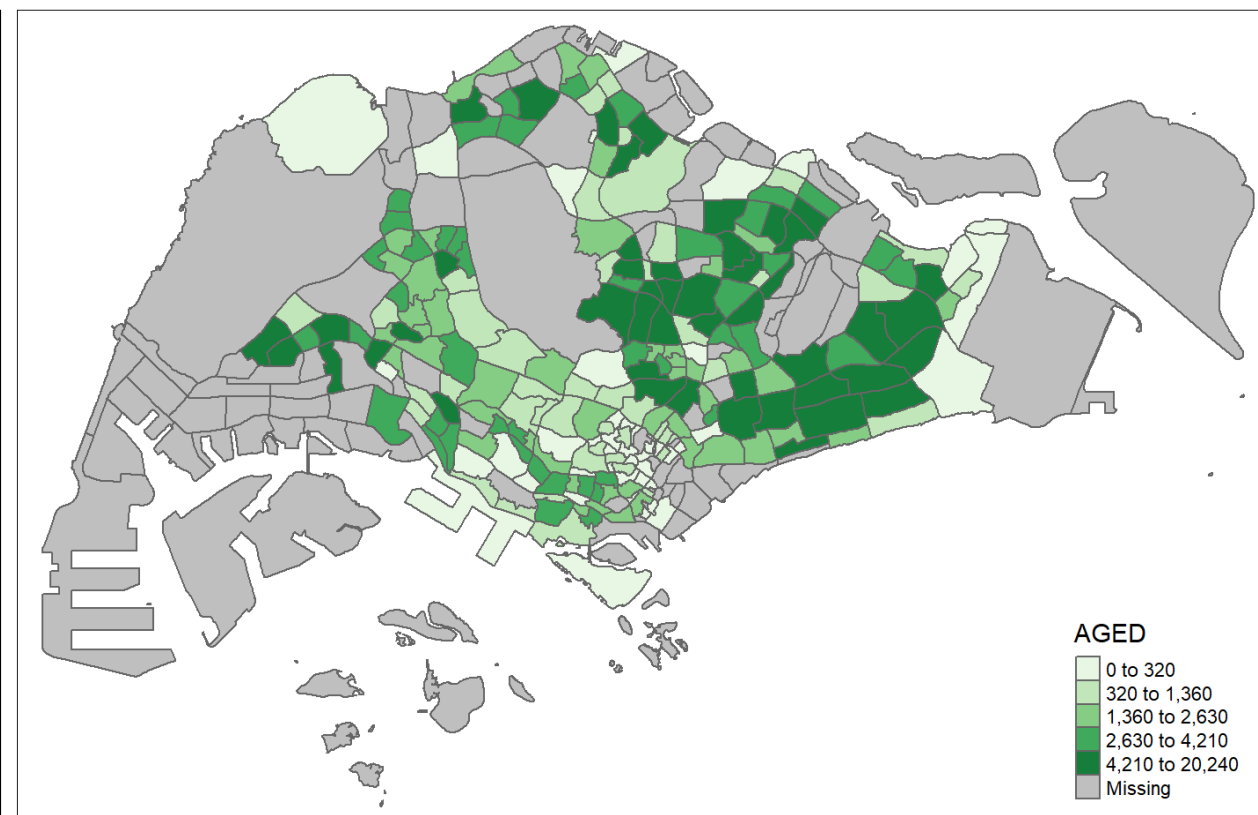 AGED
0 to 320
320 to 1,360
1,360 to 2,630
2,630 to 4,210
4,210 to 20,240
Missing